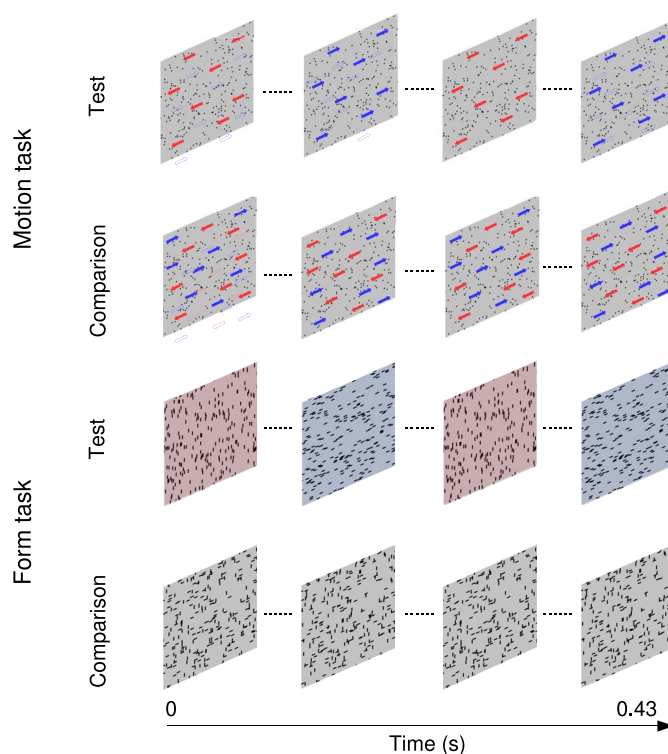 Motion task
Test
Comparison
Form task
Test
Comparison
0
0.43
Time (s)